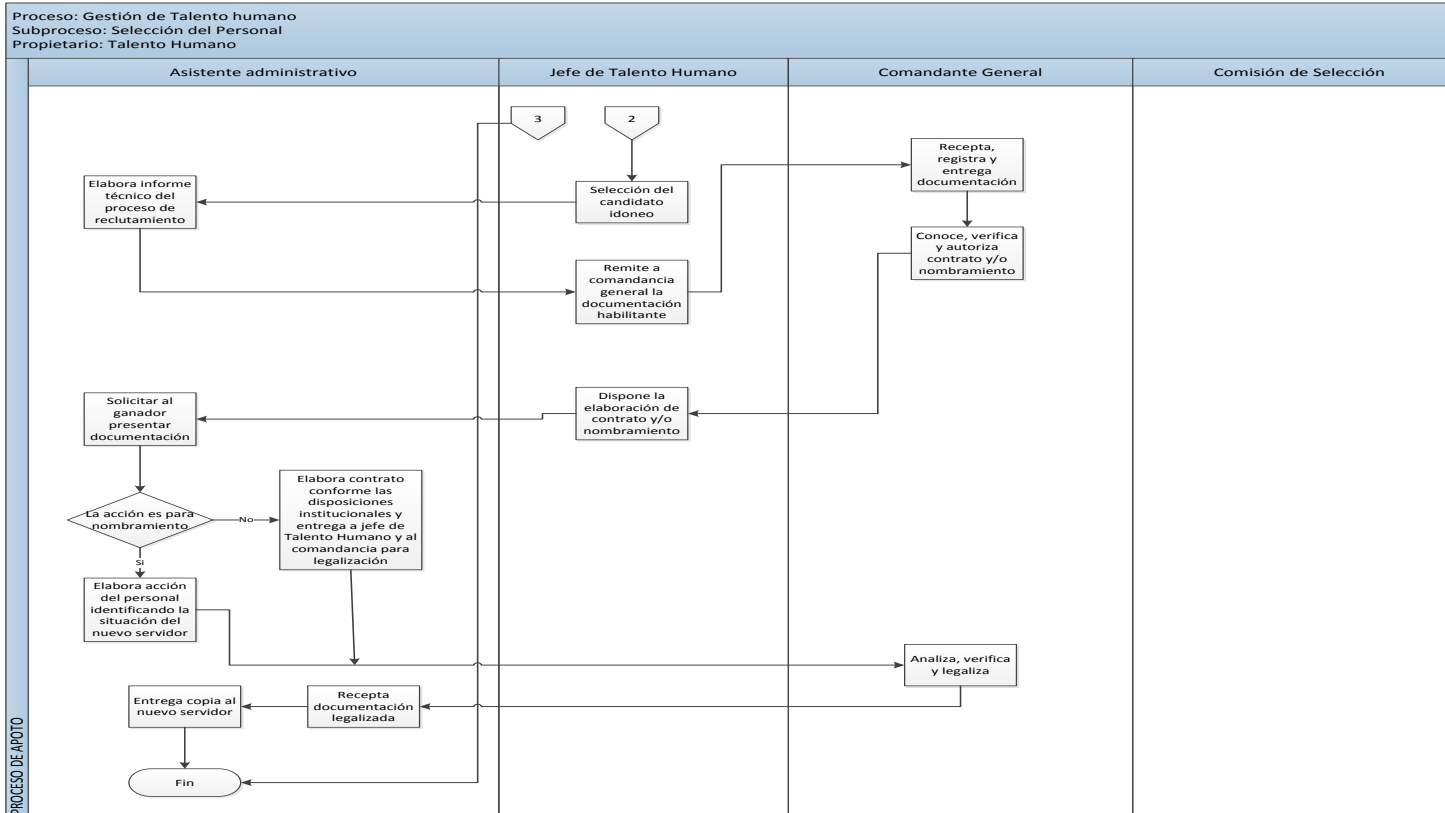 Proceso: Gestión de Talento humano
Subproceso: Selección del Personal
Propietario: Talento Humano
Asistente administrativo
Jefe de Talento Humano
Comandante General
Comisión de Selección
3
2
Recepta,
registra y
entrega
documentación
Elabora informe
técnico del
proceso de
reclutamiento
Selección del
candidato
idoneo
Conoce, verifica
y autoriza
contrato y/o
nombramiento
Remite a
comandancia
general la
documentación
habilitante
Solicitar al
ganador
presentar
documentación
Dispone la
elaboración de
contrato y/o
nombramiento
La acción es para
nombramiento
No
Elabora contrato
conforme las
disposiciones
institucionales y
entrega a jefe de
Talento Humano y al
comandancia para
legalización
Si
Elabora acción
del personal
identificando la
situación del
nuevo servidor
Analiza, verifica
y legaliza
Entrega copia al
nuevo servidor
Recepta
documentación
legalizada
Fin
PROCESO DE APOTO